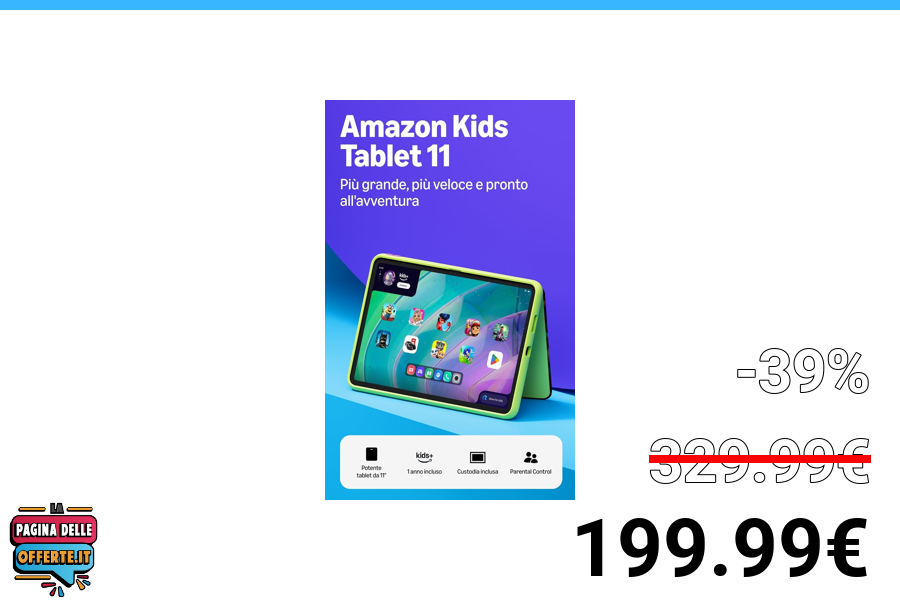 Amazon Kids
Tablet 11
Più grande, più veloce e pronto
all'avventura
kids+
Potente
tablet da 11"
kids+
1 anno incluso
Custodia inclusa
Parental Control
-39%
329.99€
199.99€
LA
PAGINA DELLE
OFFERTE.IT